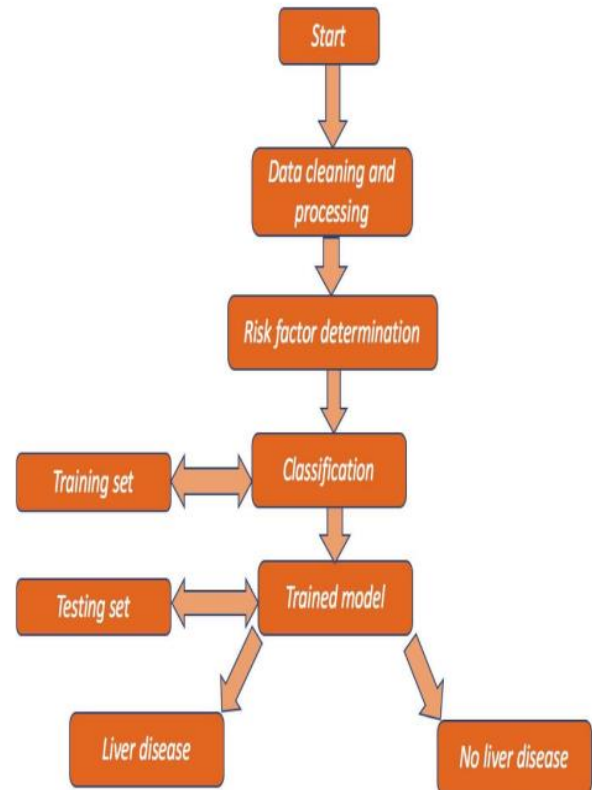 Start
Data cleaning and
processing
Risk factor determination
Classification
Training set
Trained model
Testing set
Liver disease
No liver disease